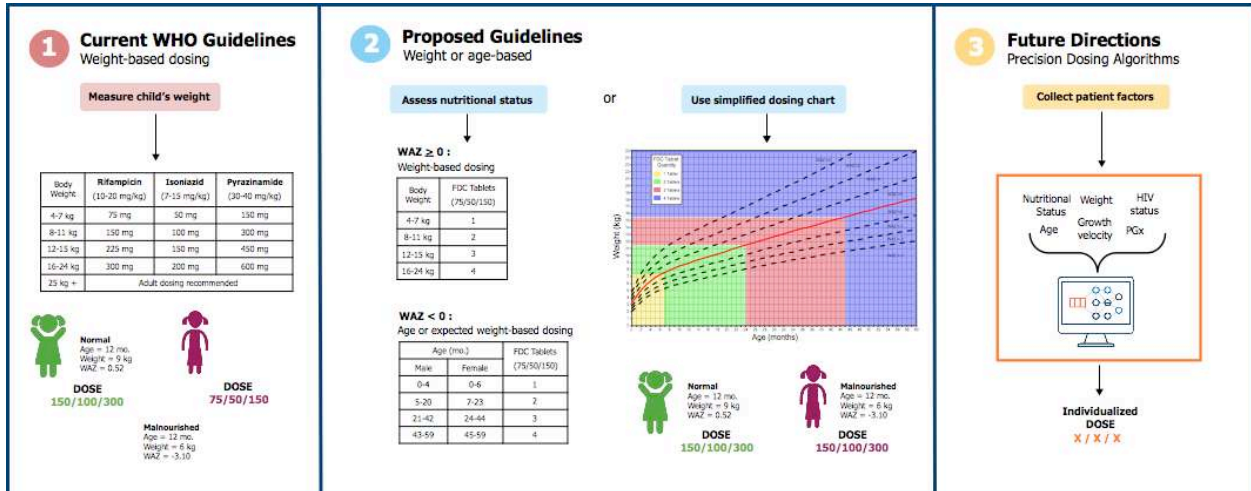 1
Current WHO Guidelines
Weight-based dosing
Measure child's weight
Body Weight Rifampicin (10-20 mg/kg) Isoniazid (7-15 mg/kg) Pyrazinamide (30-40 mg/kg)
4-7 kg 75 mg 50 mg 150 mg
8-11 kg 150 mg 100 mg 300 mg
12-15 kg 225 mg 150 mg 450 mg
16-24 kg 300 mg 200 mg 600 mg
25 kg + Adult dosing recommended
Normal
Age = 12 mo.
Weight = 9 kg
WAZ = 0.52
DOSE
150/100/300
DOSE
75/50/150
Malnourished
Age = 12 mo.
Weight = 6 kg
WAZ = -3.10
2
Proposed Guidelines
Weight or age-based
Assess nutritional status
or
Use simplified dosing chart
WAZ ≥ 0 :
Weight-based dosing
Body Weight FDC Tablets (75/50/150)
4-7 kg 1
8-11 kg 2
12-15 kg 3
16-24 kg 4
WAZ < 0 :
Age or expected weight-based dosing
Age (mo.) FDC Tablets (75/50/150)
Male Female
0-4 0-6 1
5-20 7-23 2
21-42 24-44 3
43-59 45-59 4
FDC Tablet
Quantity
1 Tablet
2 Tablets
3 Tablets
4 Tablets
Weight (kg)
Age (months)
Normal
Age = 12 mo.
Weight = 9 kg
WAZ = 0.52
DOSE
150/100/300
Malnourished
Age = 12 mo.
Weight = 6 kg
WAZ = -3.10
DOSE
150/100/300
3
Future Directions
Precision Dosing Algorithms
Collect patient factors
Nutritional Status
Weight
HIV status
Age
Growth velocity
PGx
Individualized
DOSE
X / X / X